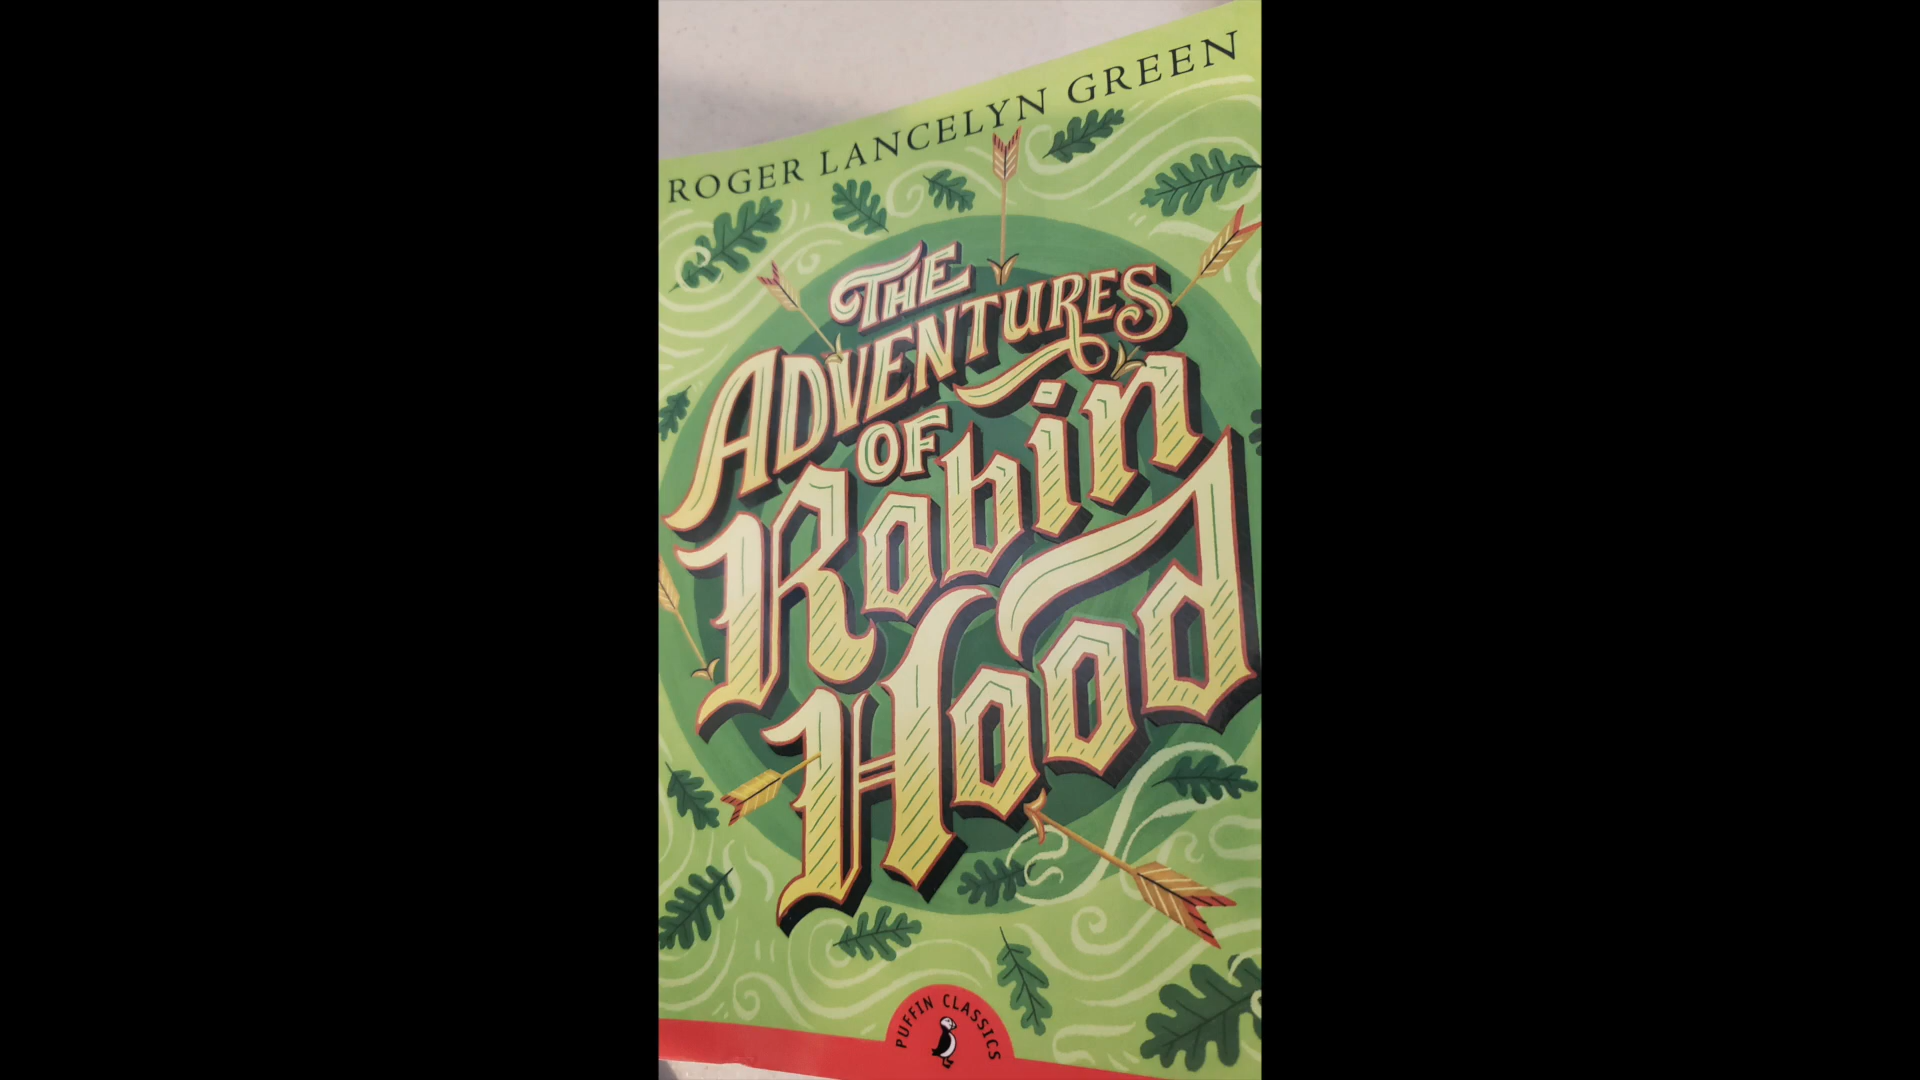 ROGER LANCELYN GREEN
THE
ADVENTURES
OF
Robin
Hood
PUFFIN CLASSICS